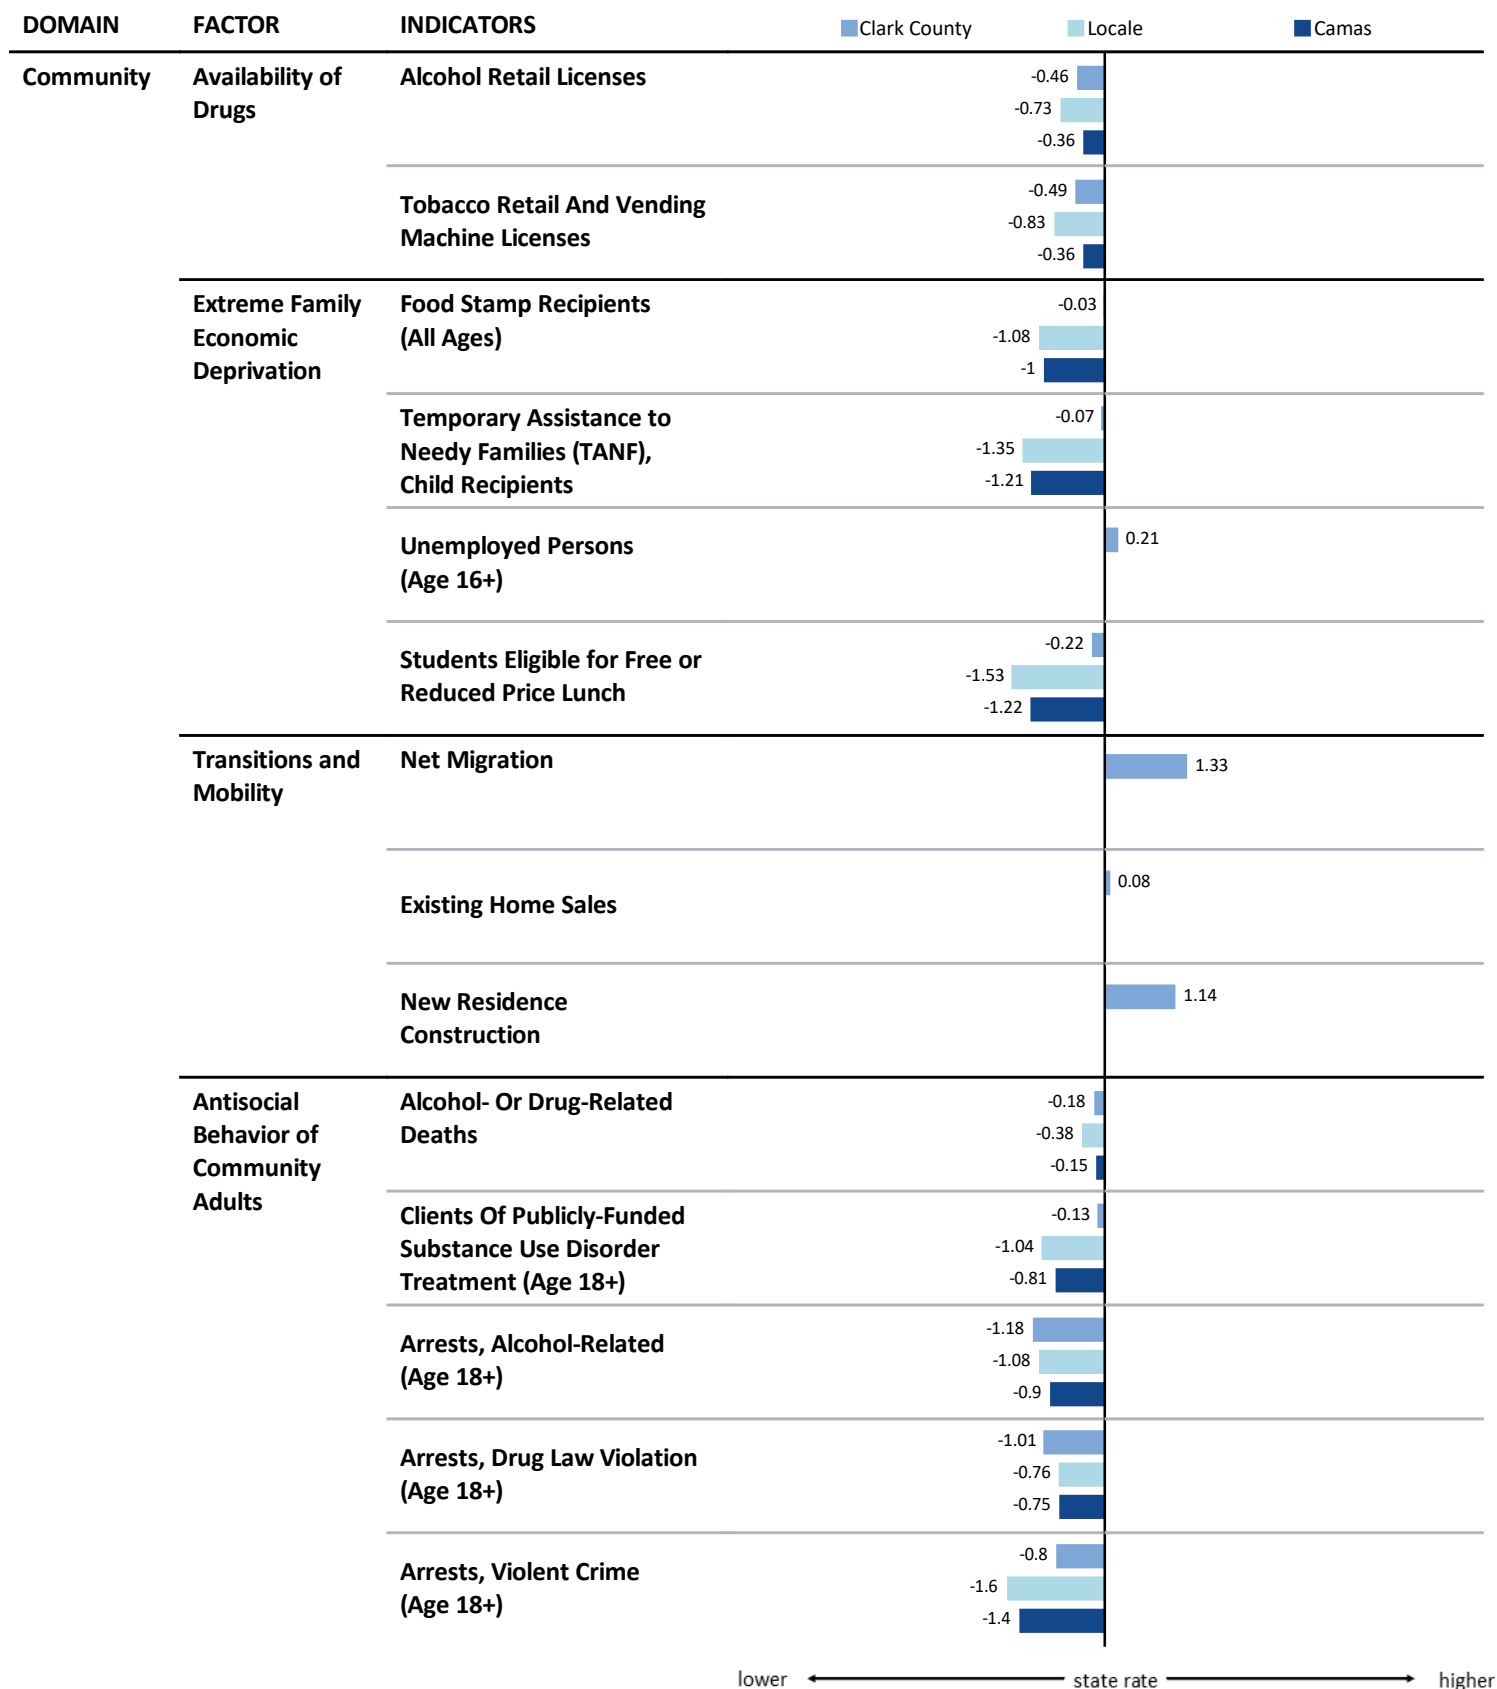 DOMAIN FACTOR INDICATORS Clark County Locale Camas
Community Availability of Drugs
Alcohol Retail Licenses
-0.46
-0.73
-0.36
Tobacco Retail And Vending
Machine Licenses
-0.49
-0.83
-0.36
Extreme Family
Economic
Deprivation
Food Stamp Recipients
(All Ages)
-0.03
-1.08
-1
Temporary Assistance to
Needy Families (TANF),
Child Recipients
-0.07
-1.35
-1.21
Unemployed Persons
(Age 16+)
0.21
Students Eligible for Free or
Reduced Price Lunch
-0.22
-1.53
-1.22
Transitions and
Mobility
Net Migration
1.33
Existing Home Sales
0.08
New Residence
Construction
1.14
Antisocial
Behavior of
Community
Adults
Alcohol- Or Drug-Related
Deaths
-0.18
-0.38
-0.15
Clients Of Publicly-Funded
Substance Use Disorder
Treatment (Age 18+)
-0.13
-1.04
-0.81
Arrests, Alcohol-Related
(Age 18+)
-1.18
-1.08
-0.9
Arrests, Drug Law Violation
(Age 18+)
-1.01
-0.76
-0.75
Arrests, Violent Crime
(Age 18+)
-0.8
-1.6
-1.4
lower state rate higher